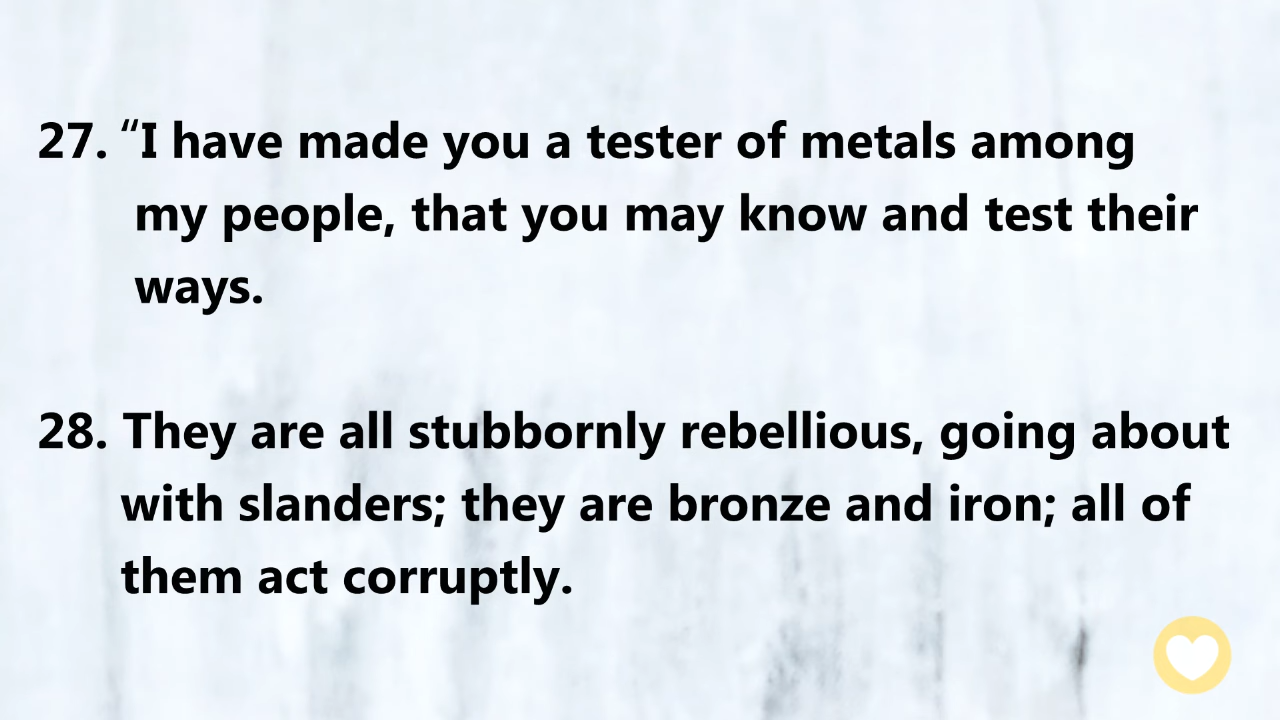 27. “I have made you a tester of metals among
my people, that you may know and test their
ways.
28. They are all stubbornly rebellious, going about
with slanders; they are bronze and iron; all of
them act corruptly.